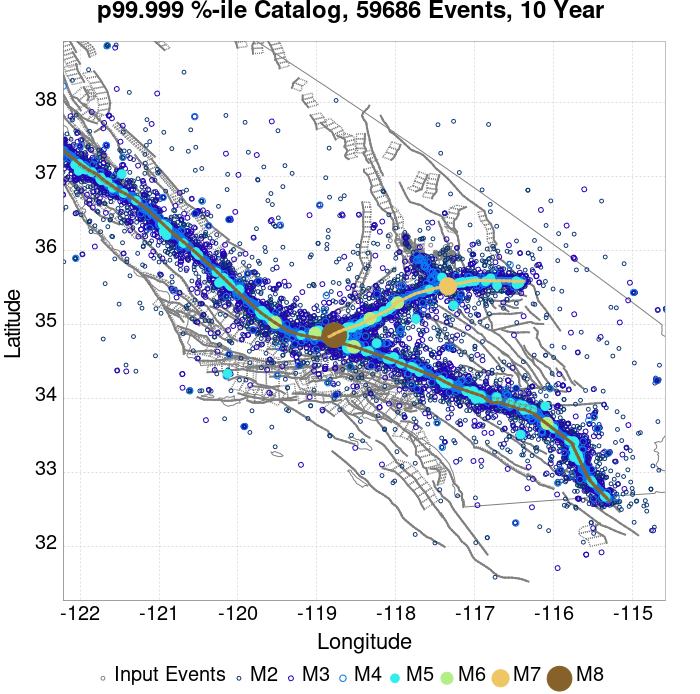 p99.999 %-ile Catalog, 59686 Events, 10 Year
38
37
36
35
34
33
32
Latitude
-122 -121 -120 -119 -118 -117 -116 -115
Longitude
Input Events M2 M3 M4 M5 M6 M7 M8